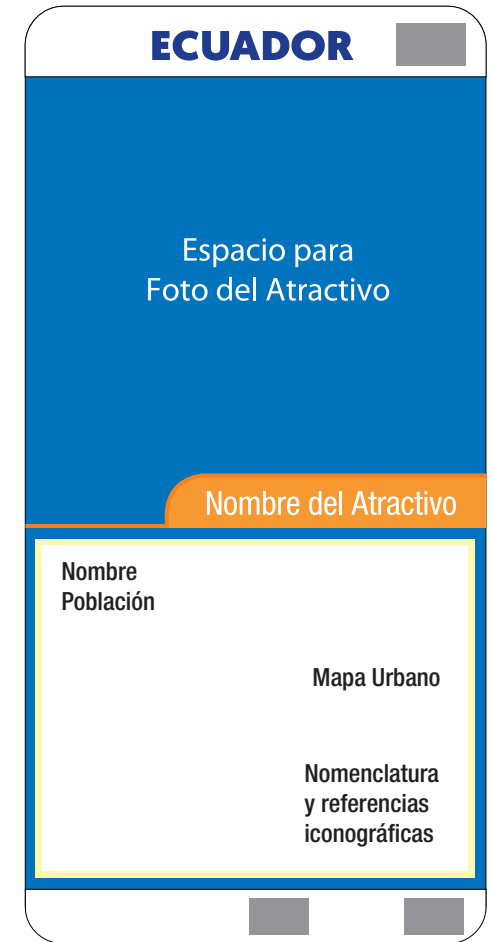 ECUADOR
Espacio para
Foto del Atractivo
Nombre del Atractivo
Nombre
Población
Mapa Urbano
Nomenclatura
y referencias
iconográficas